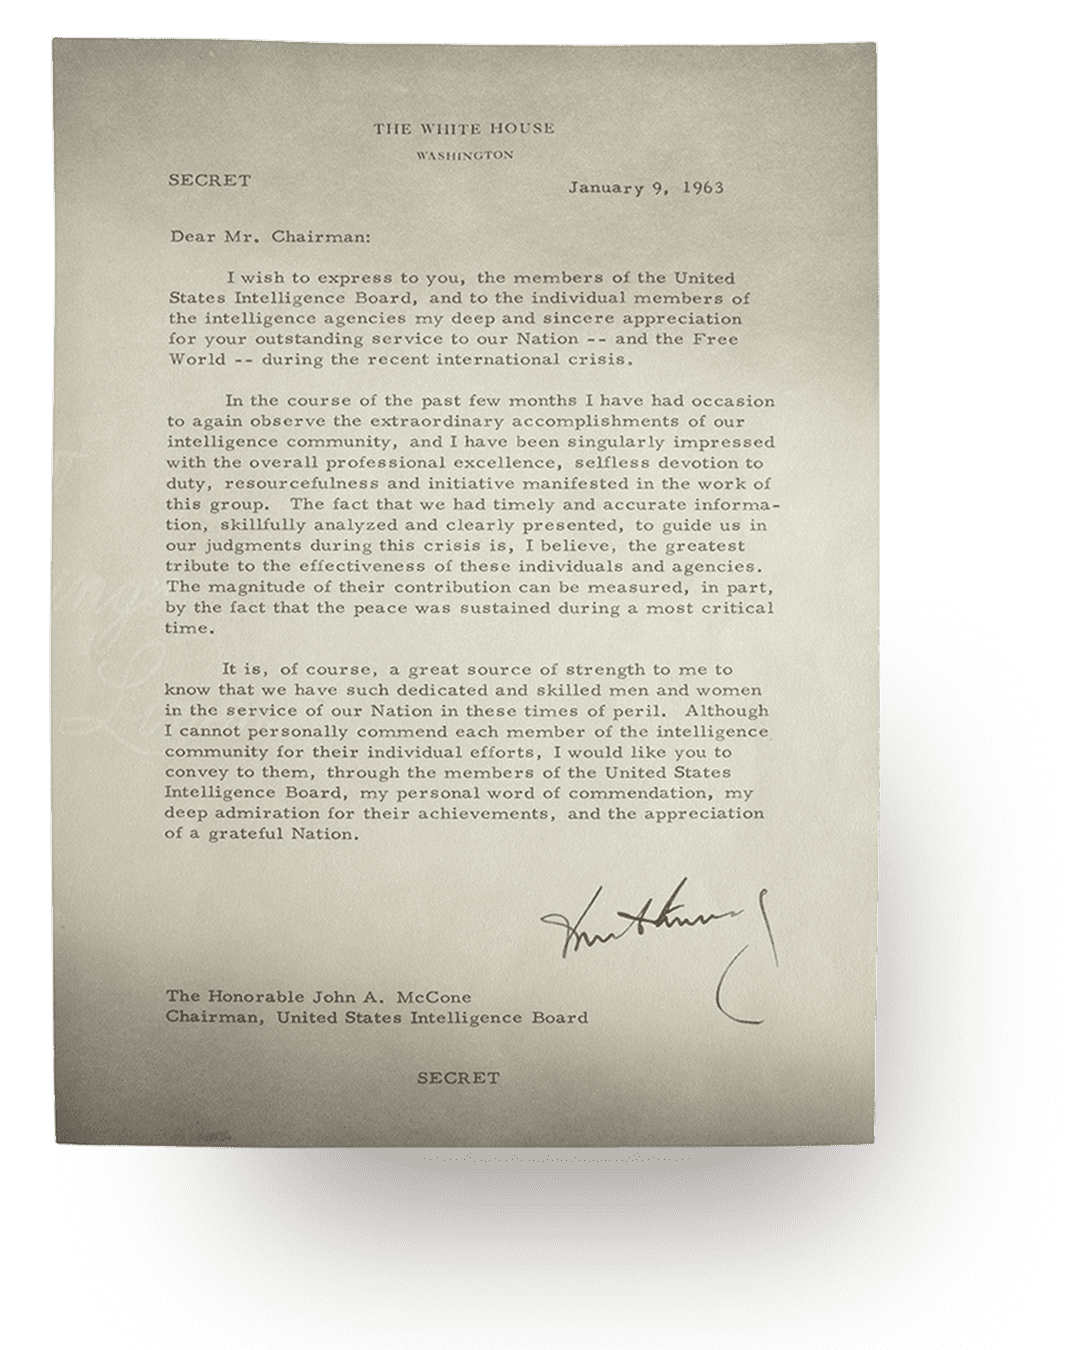 THE WHITE HOUSE
WASHINGTON
SECRET
January 9, 1963
Dear Mr. Chairman:
I wish to express to you, the members of the United
States Intelligence Board, and to the individual members of
the intelligence agencies my deep and sincere appreciation
for your outstanding service to our Nation -- and the Free
World -- during the recent international crisis.
In the course of the past few months I have had occasion
to again observe the extraordinary accomplishments of our
intelligence community, and I have been singularly impressed
with the overall professional excellence, selfless devotion to
duty, resourcefulness and initiative manifested in the work of
this group. The fact that we had timely and accurate informa-
tion, skillfully analyzed and clearly presented, to guide us in
our judgments during this crisis is, I believe, the greatest
tribute to the effectiveness of these individuals and agencies.
The magnitude of their contribution can be measured, in part,
by the fact that the peace was sustained during a most critical
time.
It is, of course, a great source of strength to me to
know that we have such dedicated and skilled men and women
in the service of our Nation in these times of peril. Although
I cannot personally commend each member of the intelligence
community for their individual efforts, I would like you to
convey to them, through the members of the United States
Intelligence Board, my personal word of commendation, my
deep admiration for their achievements, and the appreciation
of a grateful Nation.
The Honorable John A. McCone
Chairman, United States Intelligence Board
SECRET